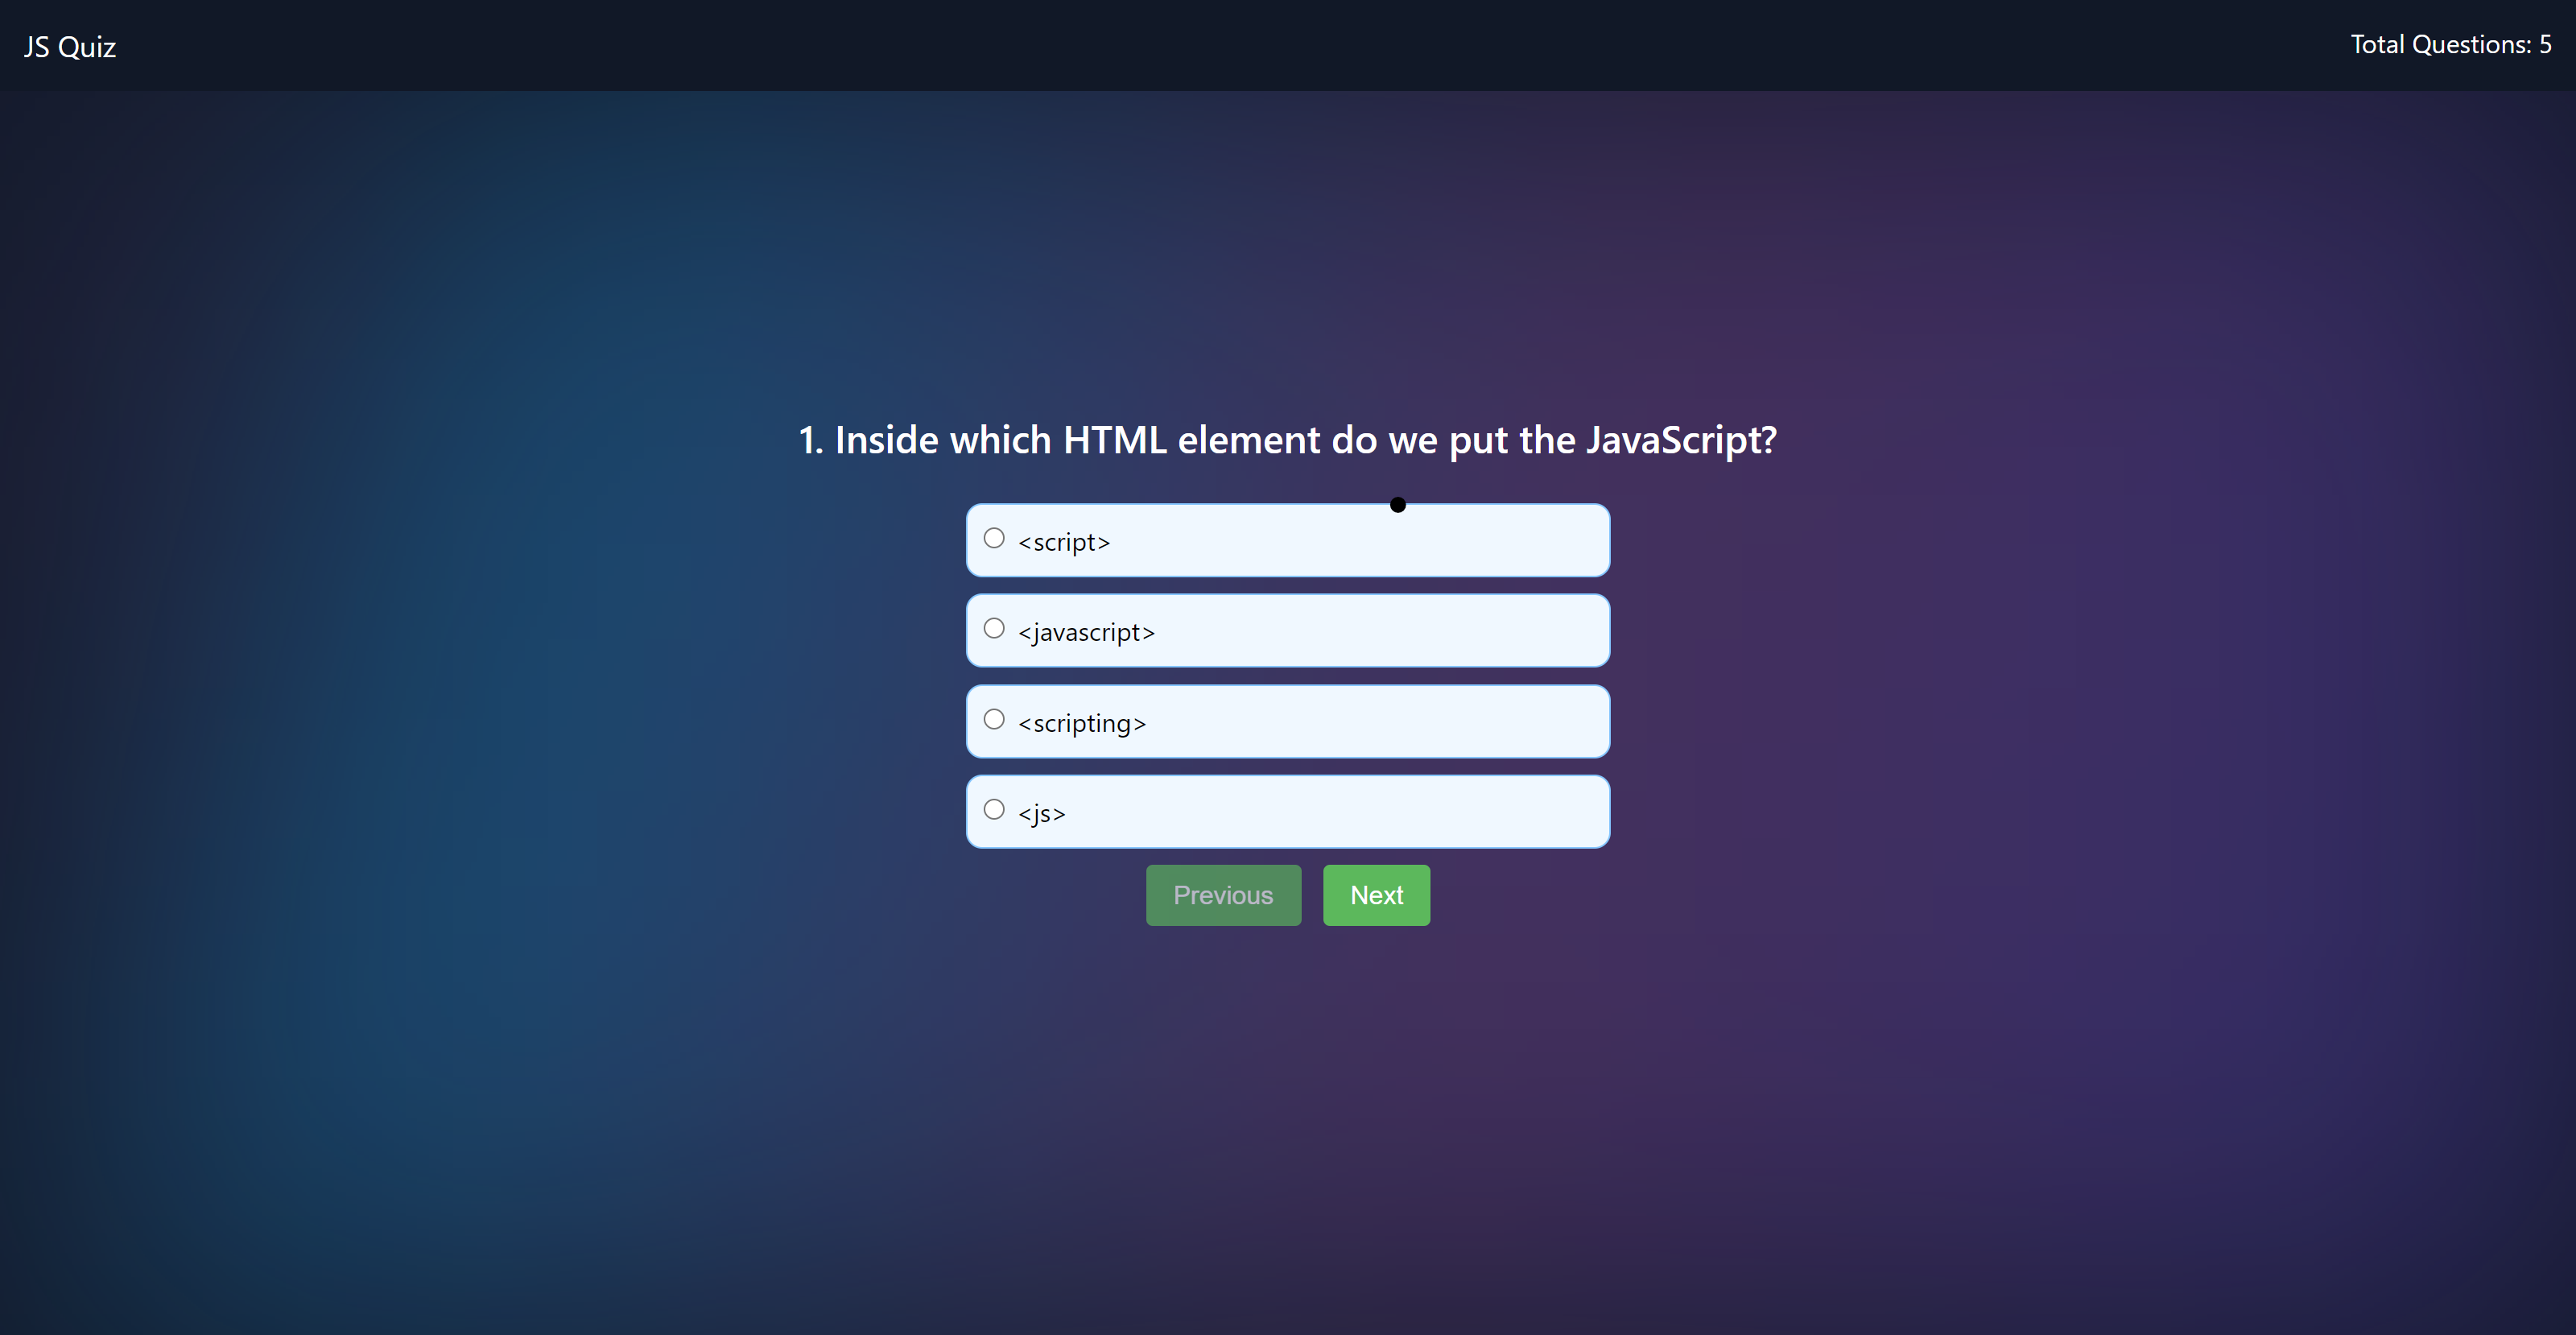 JS Quiz
Total Questions: 5
1. Inside which HTML element do we put the JavaScript?
<script>
<javascript>
<scripting>
<js>
Previous
Next